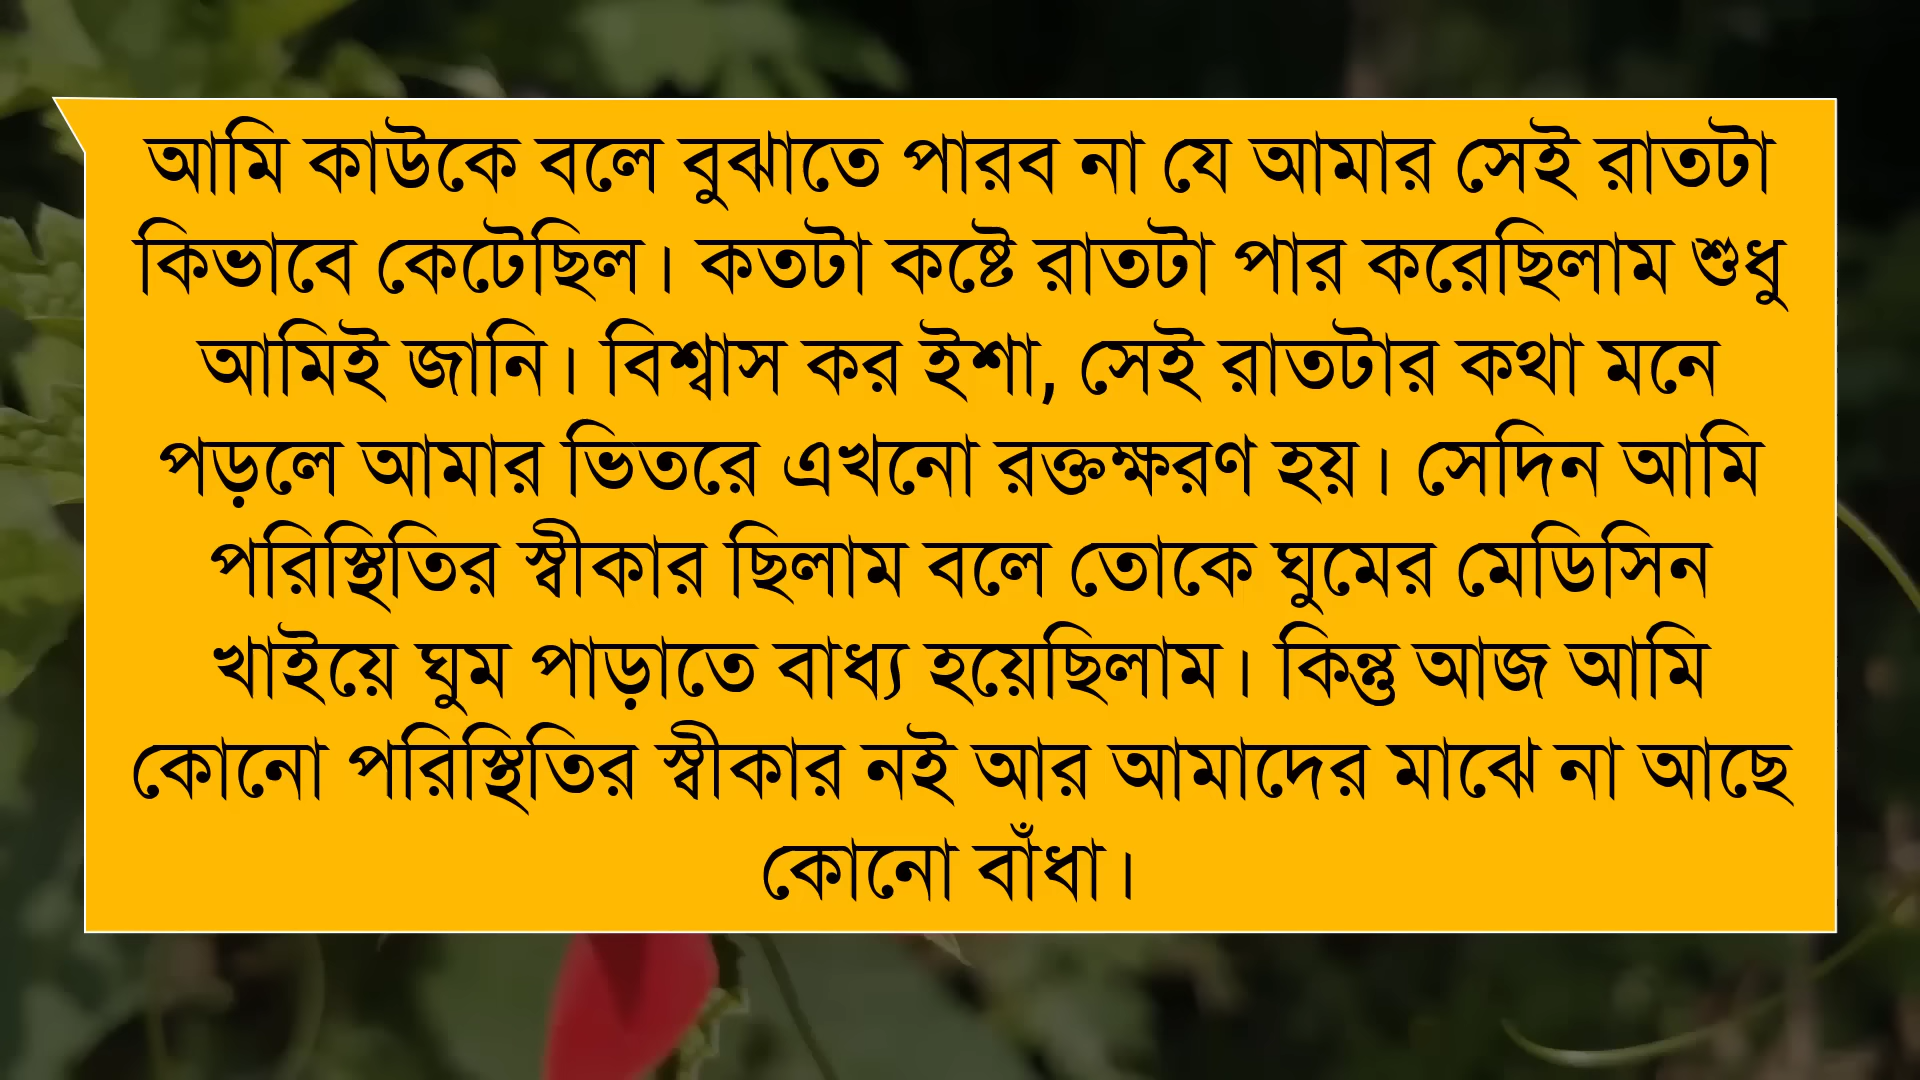 আমি কাউকে বলে বুঝাতে পারব না যে আমার সেই রাতটা
কিভাবে কেটেছিল। কতটা কষ্টে রাতটা পার করেছিলাম শুধু
আমিই জানি। বিশ্বাস কর ইশা, সেই রাতটার কথা মনে
পড়লে আমার ভিতরে এখনো রক্তক্ষরণ হয়। সেদিন আমি
পরিস্থিতির স্বীকার ছিলাম বলে তোকে ঘুমের মেডিসিন
খাইয়ে ঘুম পাড়াতে বাধ্য হয়েছিলাম। কিন্তু আজ আমি
কোনো পরিস্থিতির স্বীকার নই আর আমাদের মাঝে না আছে
কোনো বাঁধা।